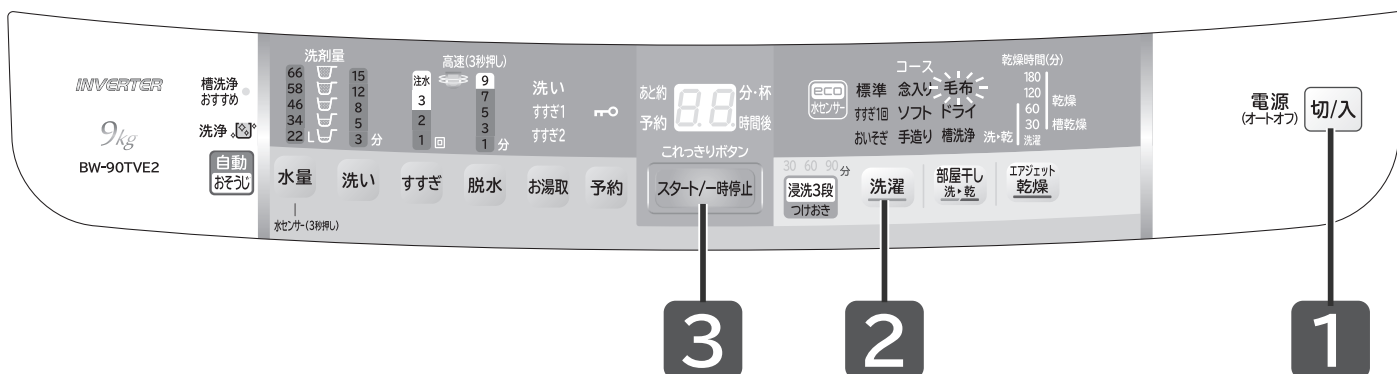 INVERTER
9kg
BW-90TVE2
槽洗浄
おすすめ
洗浄
自動
おそうじ
洗剤量
66
58
46
34
22 L
15
12
8
5
3 分
高速(3秒押し)
注水
3
2
1 回
9
7
5
3
1 分
洗い
すすぎ1
すすぎ2
あと約
予約
88
分・杯
時間後
これっきりボタン
スタート/一時停止
eco
水センサー
コース
標準 念入り 毛布
すすぎ1回 ソフト ドライ
おいそぎ 手造り 槽洗浄
乾燥時間(分)
180
120
60
30
洗濯
乾燥
槽乾燥
洗▸乾
水量
洗い
すすぎ
脱水
お湯取
予約
水センサー(3秒押し)
30 60 90分
浸洗3段
つけおき
洗濯
部屋干し
洗▸乾
エアジェット
乾燥
電源
(オートオフ)
切/入
3
2
1